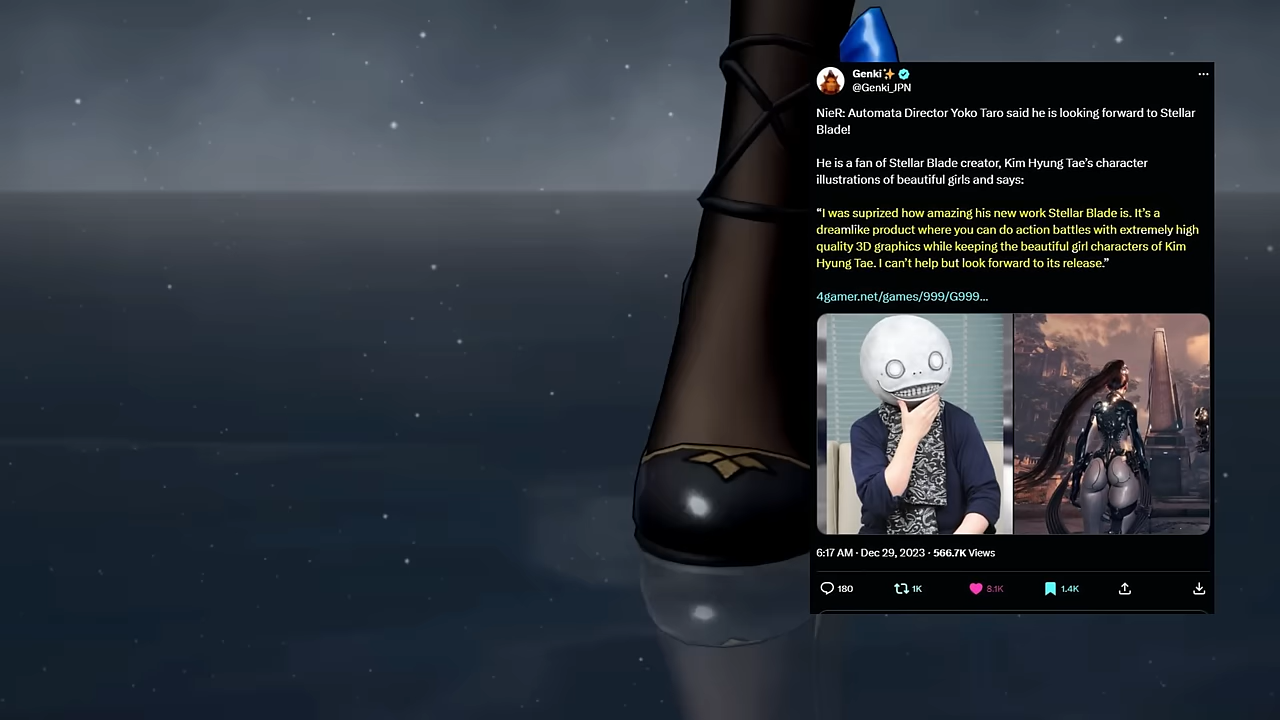 Genki✨
@Genki_JPN
NieR: Automata Director Yoko Taro said he is looking forward to Stellar
Blade!
He is a fan of Stellar Blade creator, Kim Hyung Tae's character
illustrations of beautiful girls and says:
“I was suprized how amazing his new work Stellar Blade is. It's a
dreamlike product where you can do action battles with extremely high
quality 3D graphics while keeping the beautiful girl characters of Kim
Hyung Tae. I can't help but look forward to its release.”
4gamer.net/games/999/G999...
6:17 AM · Dec 29, 2023 · 566.7K Views
180 1K 8.1K 1.4K